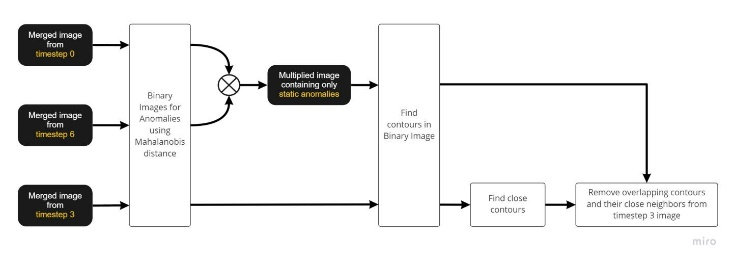 Merged image
from
timestep 0
Merged image
from
timestep 6
Merged image
from
timestep 3
Binary
Images for
Anomalies
using
Mahalanobis
distance
Multiplied image
containing only
static anomalies
Find
contours in
Binary Image
Find close
contours
Remove overlapping contours
and their close neighbors from
timestep 3 image
miro